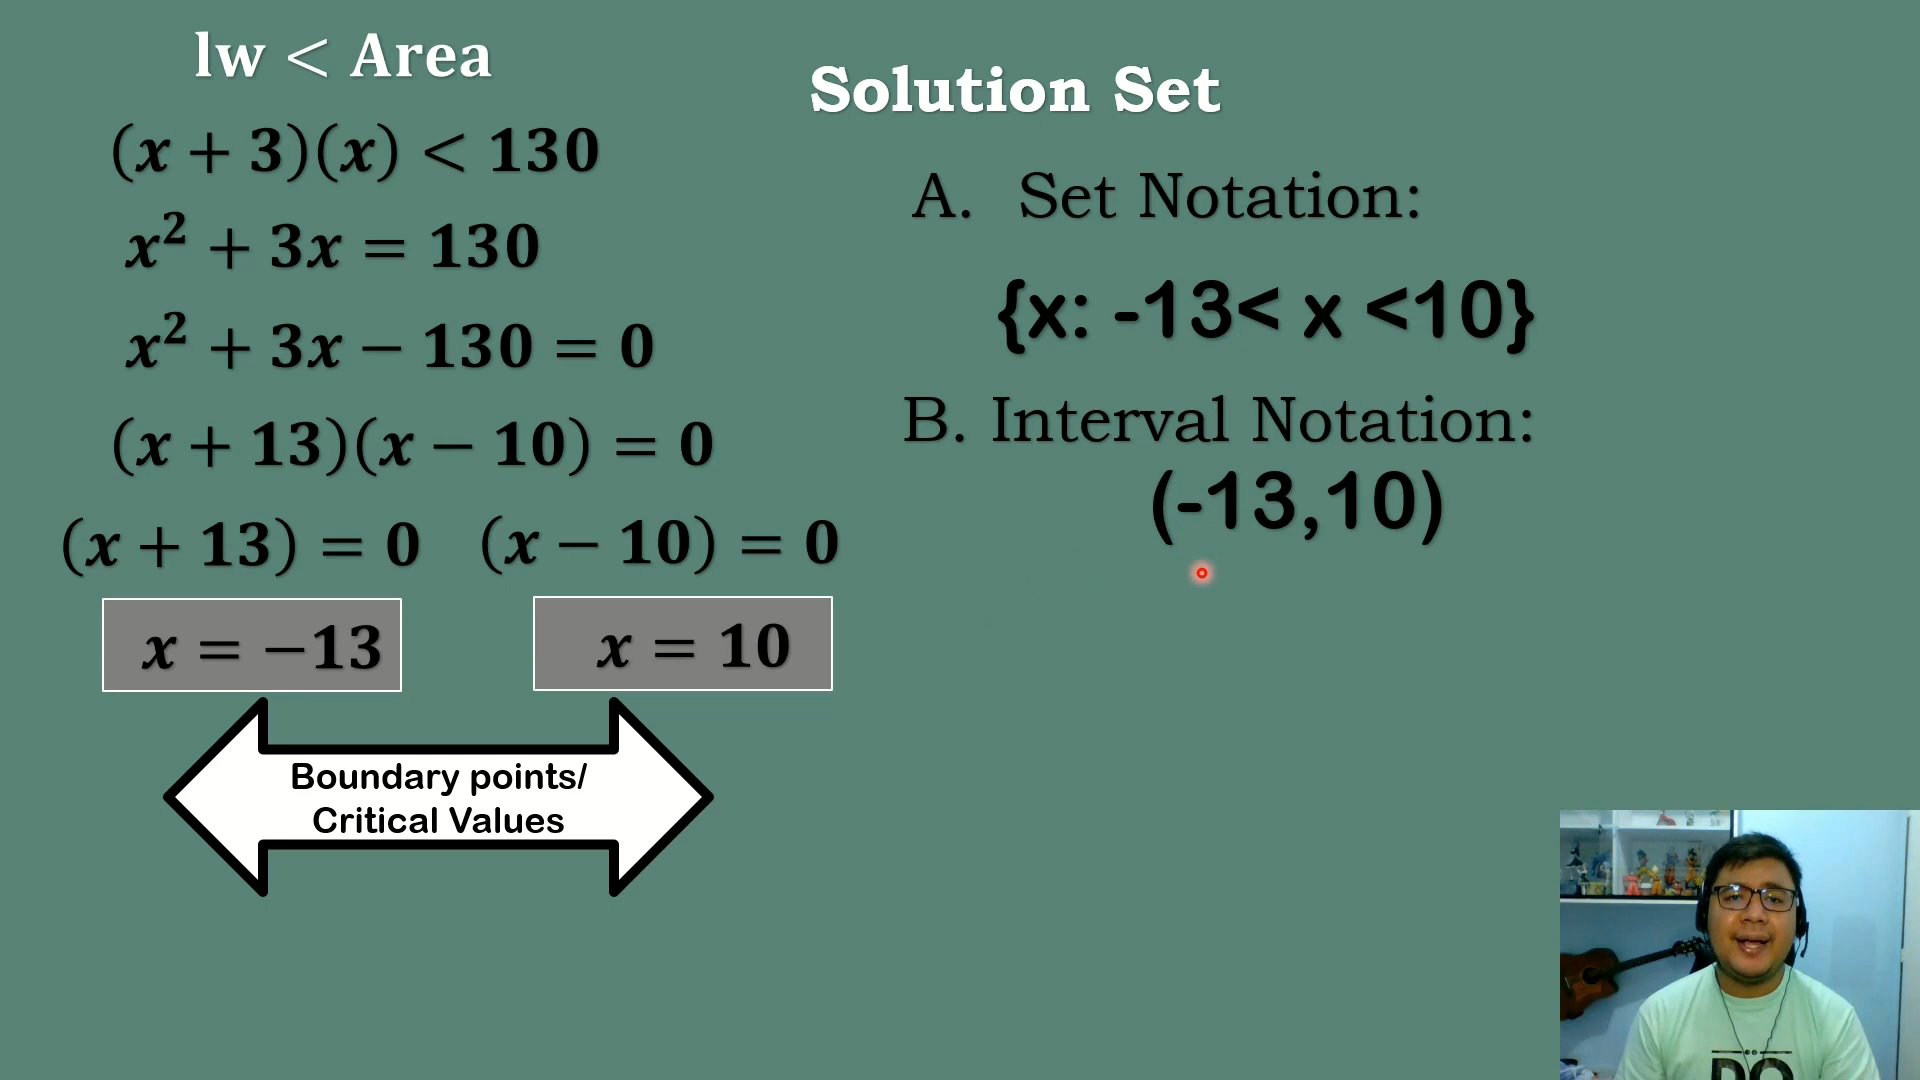 lw < Area
(x + 3)(x) < 130
x² + 3x = 130
x² + 3x − 130 = 0
(x + 13)(x − 10) = 0
(x + 13) = 0 (x − 10) = 0
x = −13
x = 10
Boundary points/
Critical Values
Solution Set
A. Set Notation:
{x: -13< x <10}
B. Interval Notation:
(-13,10)